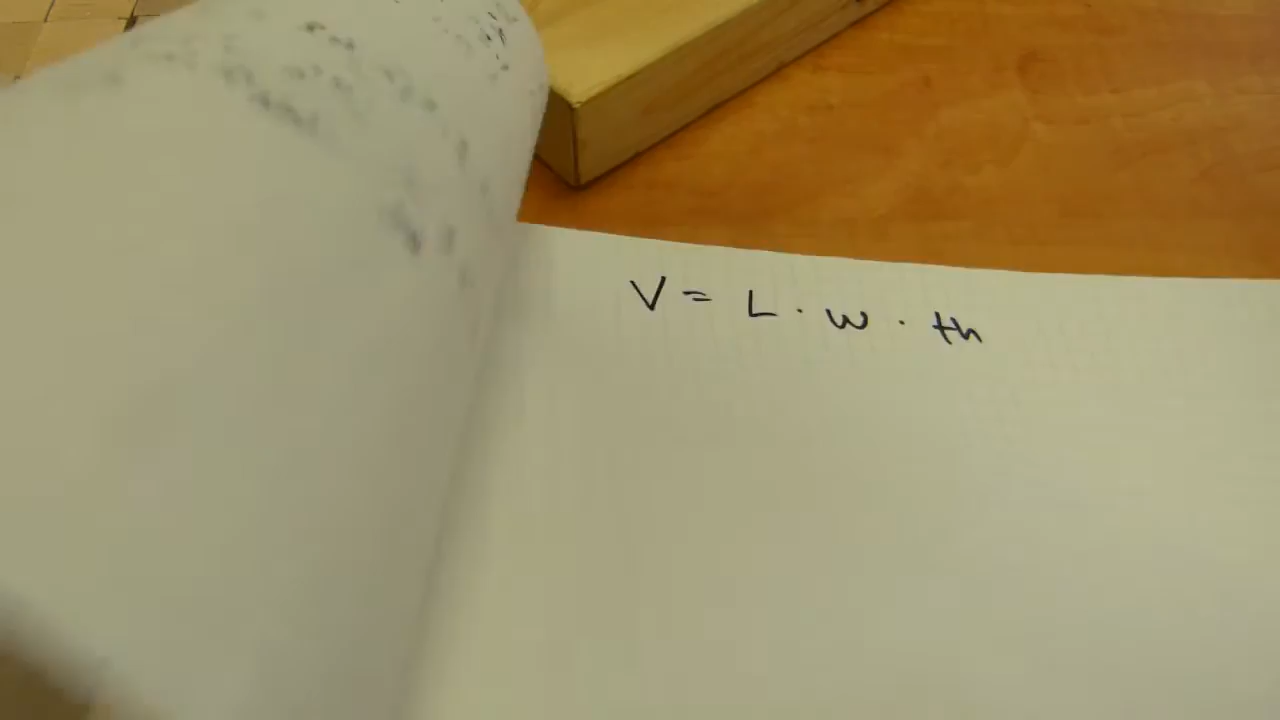 V = L · w · th